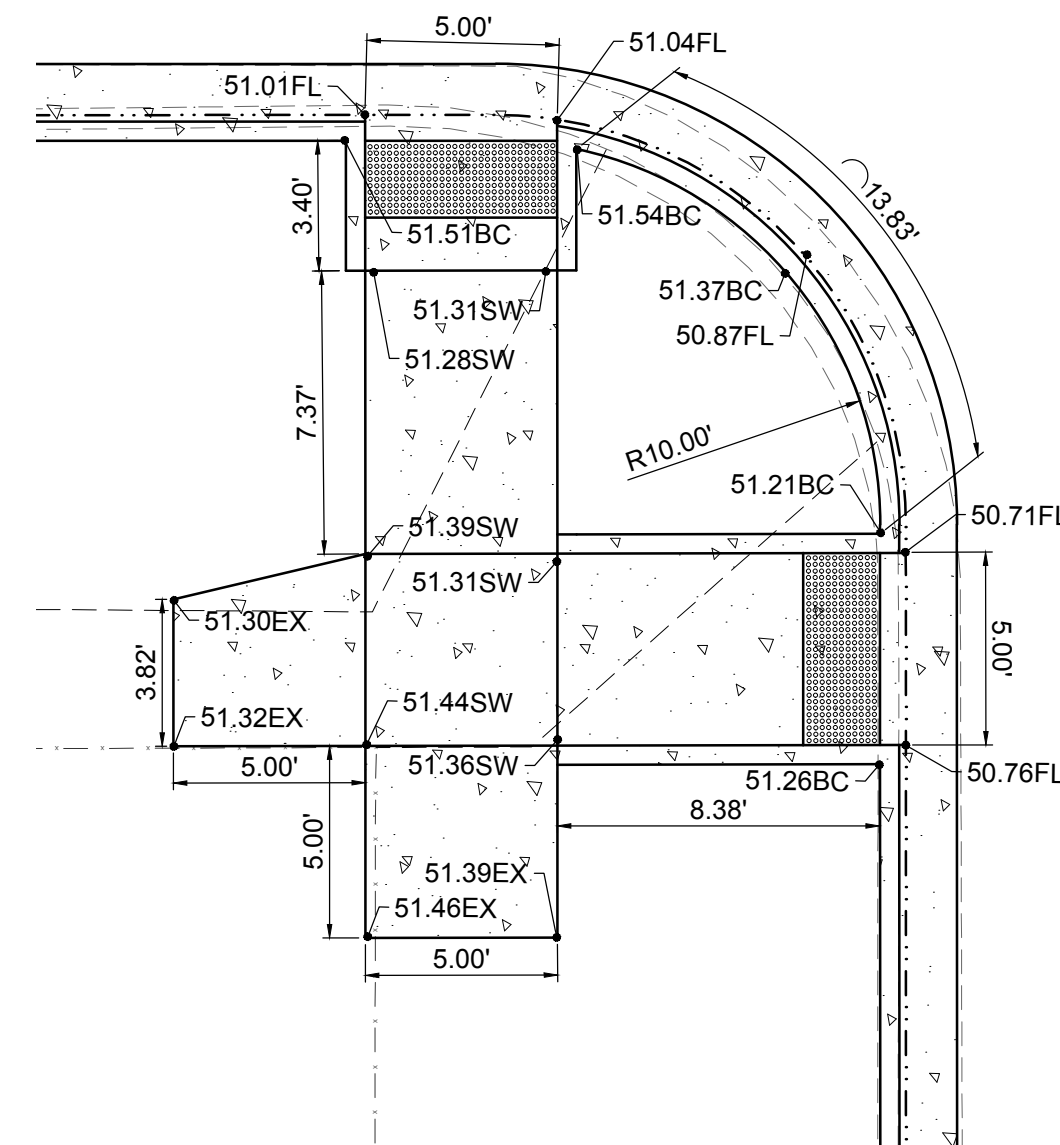 5.00'
51.04FL
51.01FL
13.83'
3.40'
51.54BC
51.51BC
51.37BC
51.31SW
50.87FL
51.28SW
7.37'
R10.00'
51.21BC
50.71FL
51.39SW
51.31SW
51.30EX
5.00'
3.82'
51.44SW
51.32EX
51.36SW
5.00'
51.26BC
50.76FL
8.38'
5.00'
51.39EX
51.46EX
5.00'